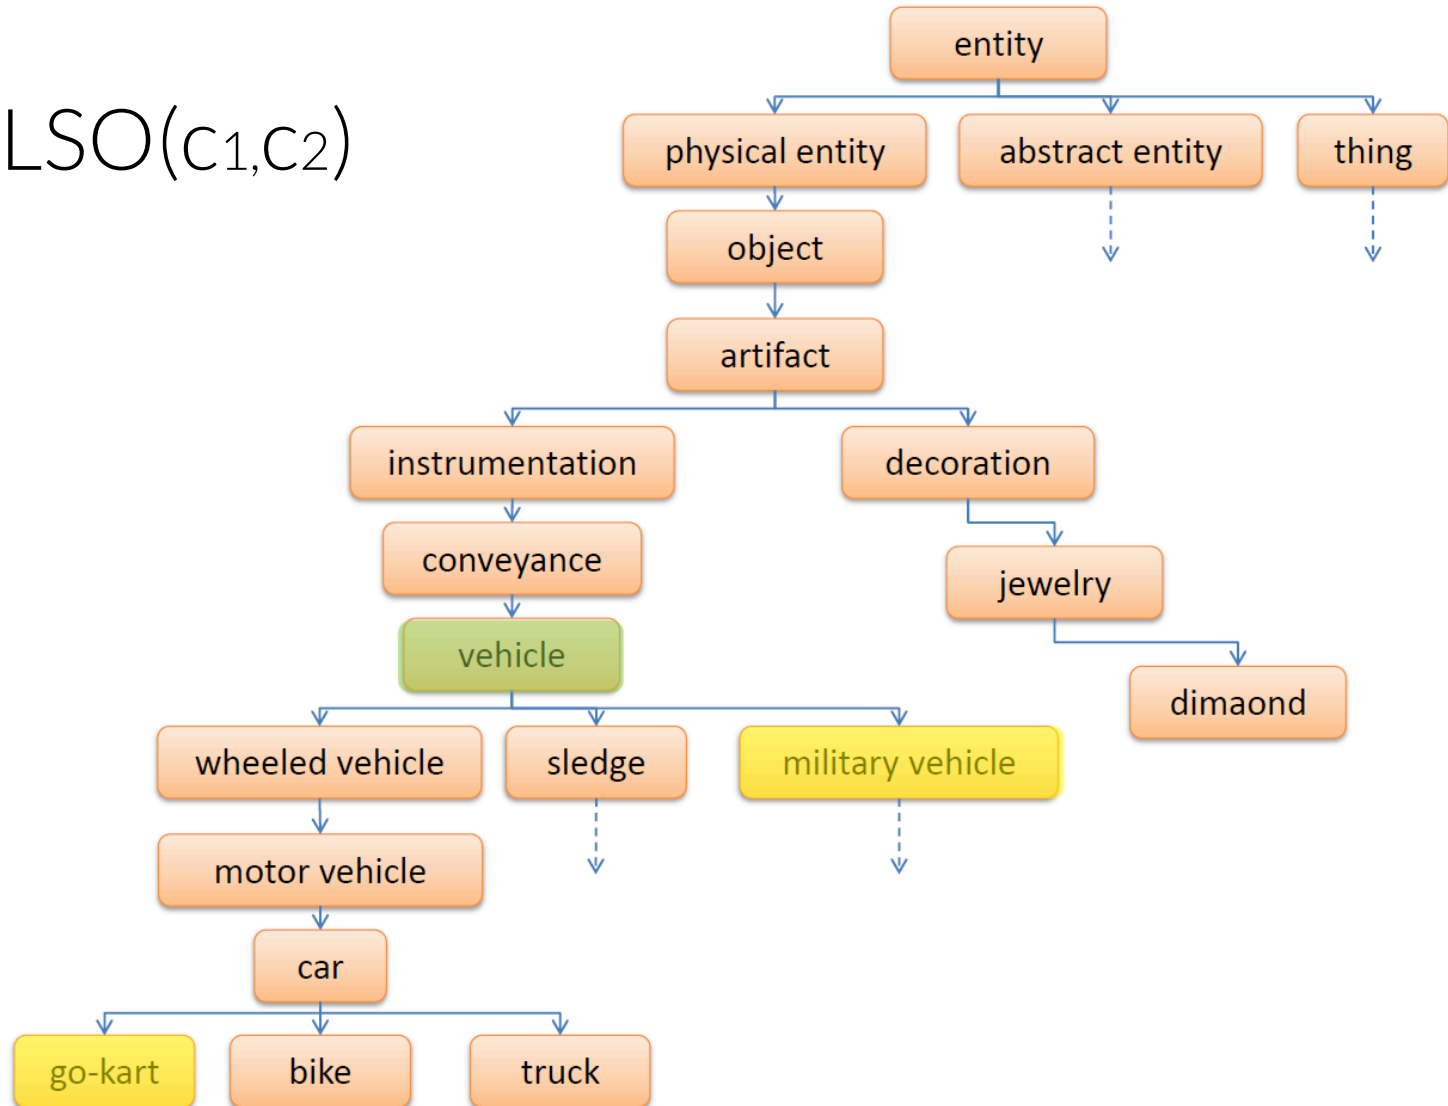 LSO(c1,c2)
entity
physical entity
abstract entity
thing
object
artifact
instrumentation
decoration
conveyance
jewelry
vehicle
dimaond
wheeled vehicle
sledge
military vehicle
motor vehicle
car
go-kart
bike
truck